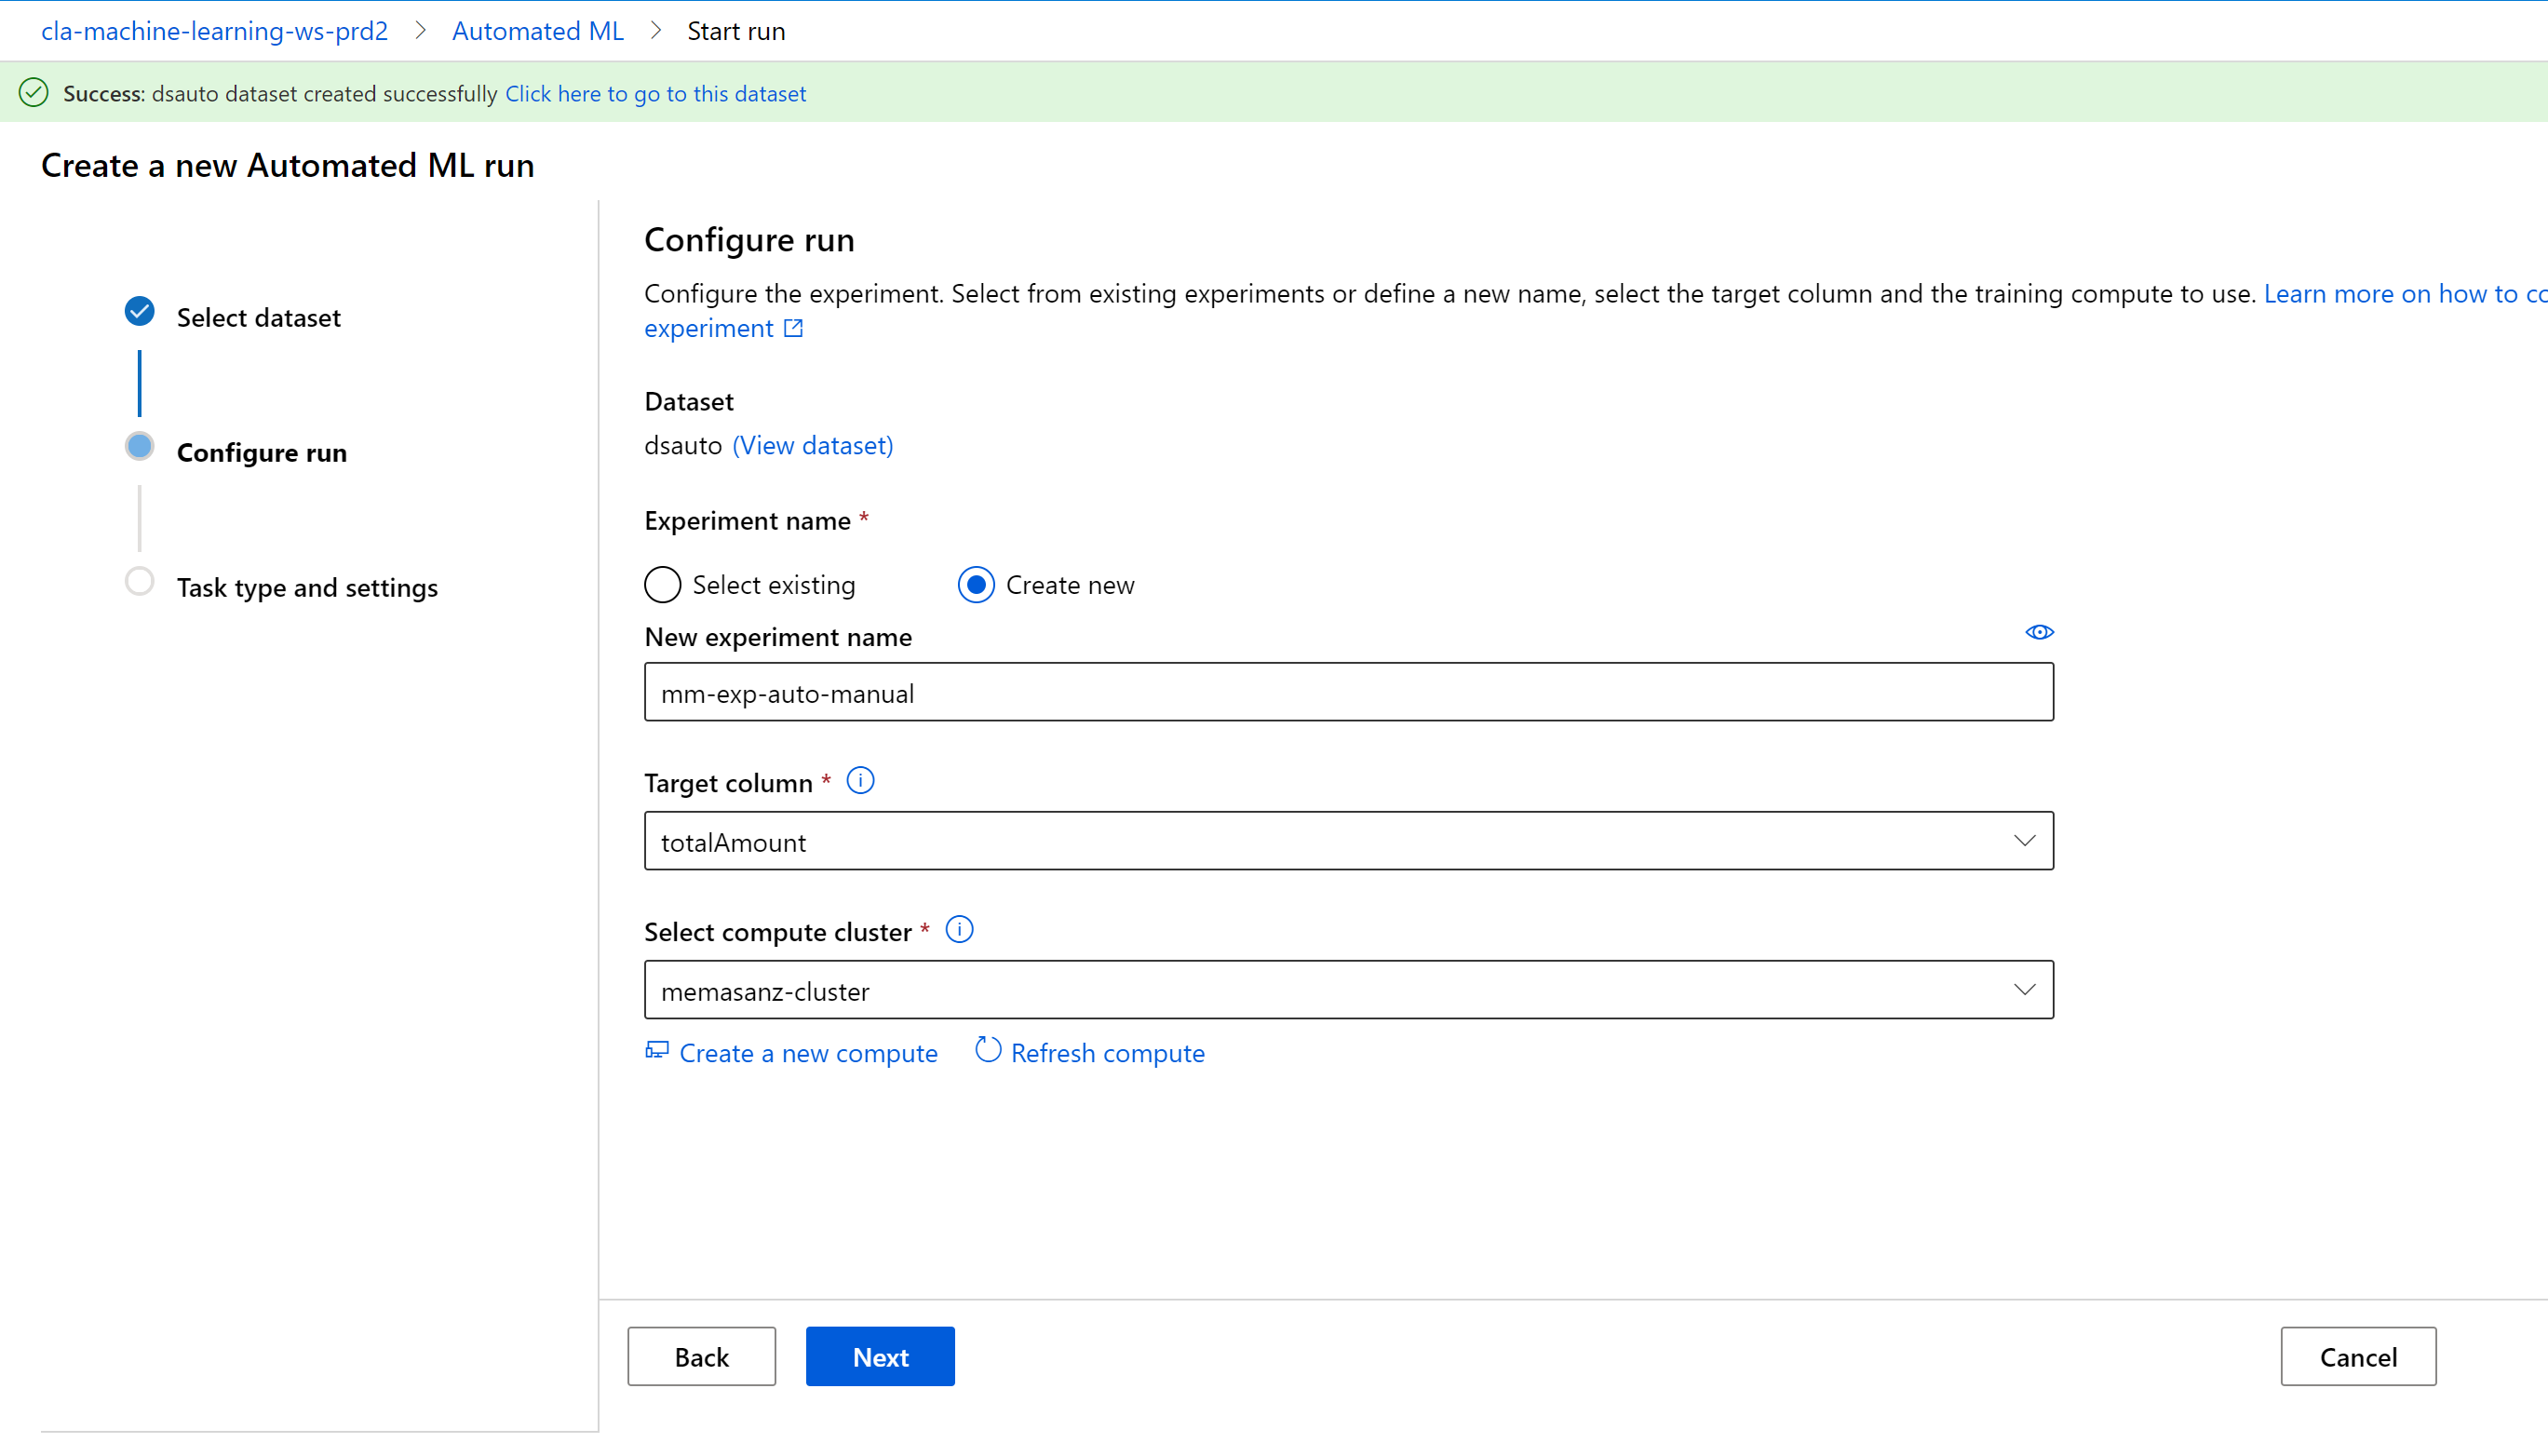 cla-machine-learning-ws-prd2 > Automated ML > Start run
Success: dsauto dataset created successfully Click here to go to this dataset
Create a new Automated ML run
Select dataset
Configure run
Task type and settings
Configure run
Configure the experiment. Select from existing experiments or define a new name, select the target column and the training compute to use. Learn more on how to
experiment
Dataset
dsauto (View dataset)
Experiment name *
Select existing
Create new
New experiment name
mm-exp-auto-manual
Target column *
totalAmount
Select compute cluster *
memasanz-cluster
Create a new compute
Refresh compute
Back
Next
Cancel